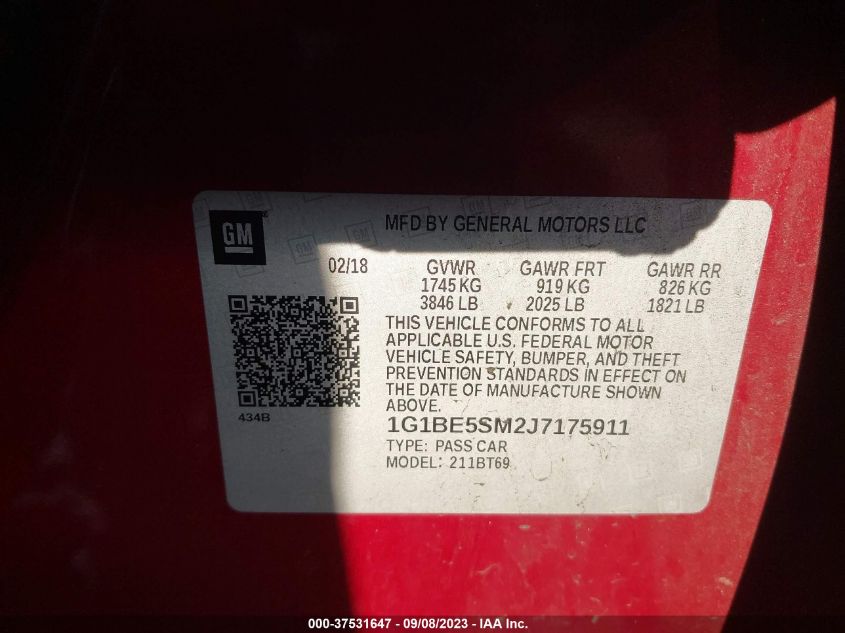 GM
MFD BY GENERAL MOTORS LLC
02/18 GVWR GAWR FRT GAWR RR
1745 KG 919 KG 826 KG
3846 LB 2025 LB 1821 LB
THIS VEHICLE CONFORMS TO ALL
APPLICABLE U.S. FEDERAL MOTOR
VEHICLE SAFETY, BUMPER, AND THEFT
PREVENTION STANDARDS IN EFFECT ON
THE DATE OF MANUFACTURE SHOWN
ABOVE.
434B
1G1BE5SM2J7175911
TYPE: PASS CAR
MODEL: 211BT69
000-37531647 - 09/08/2023 - IAA Inc.